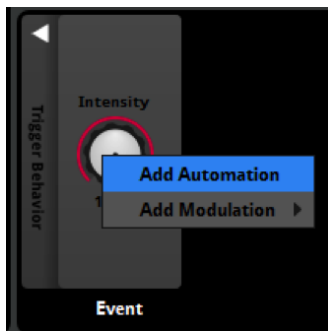 Trigger Behavior
Intensity
Add Automation
Add Modulation
Event